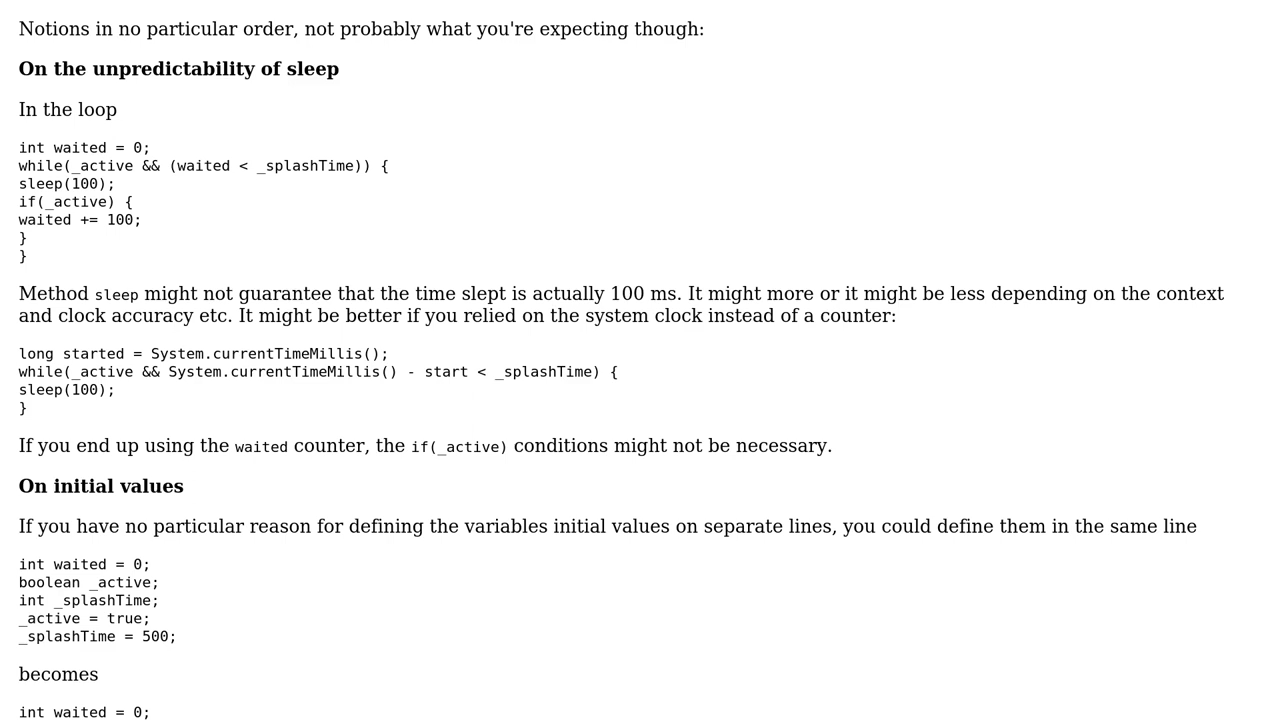 Notions in no particular order, not probably what you're expecting though:
On the unpredictability of sleep
In the loop
int waited = 0;
while(_active && (waited < _splashTime)) {
sleep(100);
if(_active) {
waited += 100;
}
}
Method sleep might not guarantee that the time slept is actually 100 ms. It might more or it might be less depending on the context
and clock accuracy etc. It might be better if you relied on the system clock instead of a counter:
long started = System.currentTimeMillis();
while(_active && System.currentTimeMillis() - start < _splashTime) {
sleep(100);
}
If you end up using the waited counter, the if(_active) conditions might not be necessary.
On initial values
If you have no particular reason for defining the variables initial values on separate lines, you could define them in the same line
int waited = 0;
boolean _active;
int _splashTime;
_active = true;
_splashTime = 500;
becomes
int waited = 0;